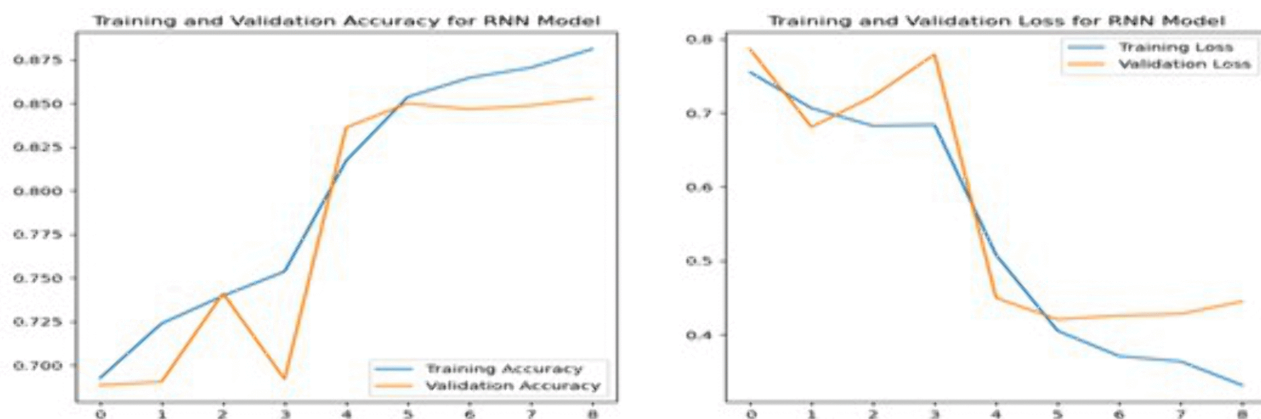 Training and Validation Accuracy for RNN Model
0.875
0.850
0.825
0.800
0.775
0.750
0.725
0.700
Training Accuracy
Validation Accuracy
0 1 2 3 4 5 6 7 8
Training and Validation Loss for RNN Model
0.8
0.7
0.6
0.5
0.4
Training Loss
Validation Loss
0 1 2 3 4 5 6 7 8